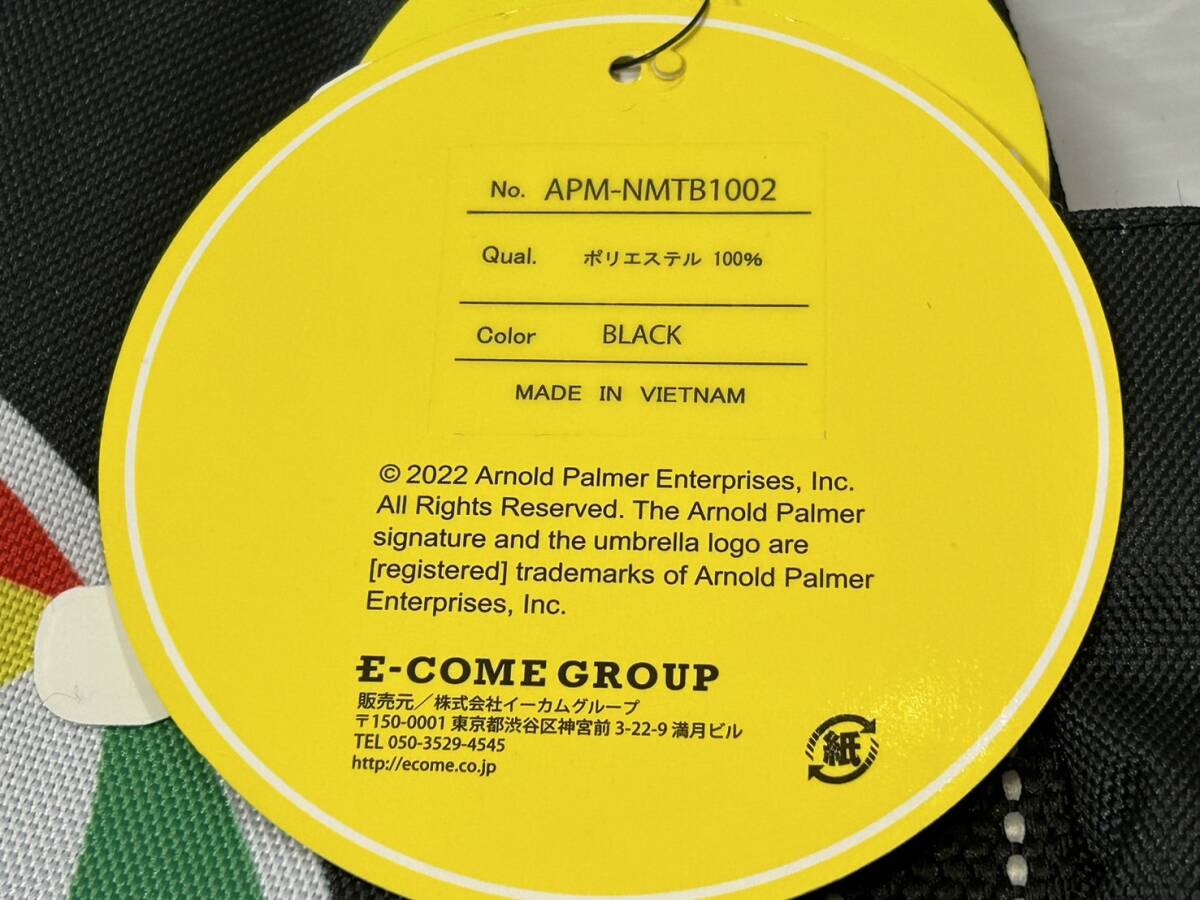 No. APM-NMTB1002
Qual. ポリエステル 100%
Color BLACK
MADE IN VIETNAM
© 2022 Arnold Palmer Enterprises, Inc.
All Rights Reserved. The Arnold Palmer
signature and the umbrella logo are
[registered] trademarks of Arnold Palmer
Enterprises, Inc.
E-COME GROUP
販売元／株式会社イーカムグループ
〒150-0001 東京都渋谷区神宮前 3-22-9 満月ビル
TEL 050-3529-4545
http://ecome.co.jp
紙